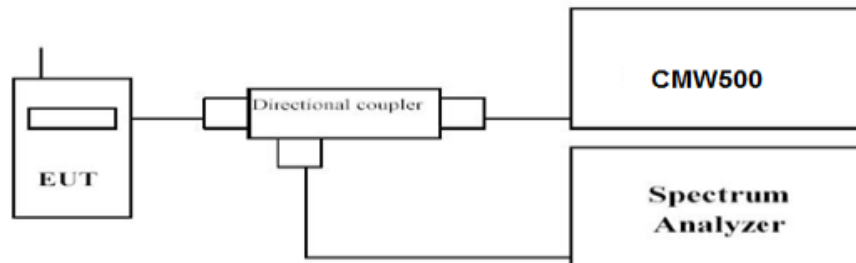 Directional coupler
CMW500
EUT
Spectrum
Analyzer